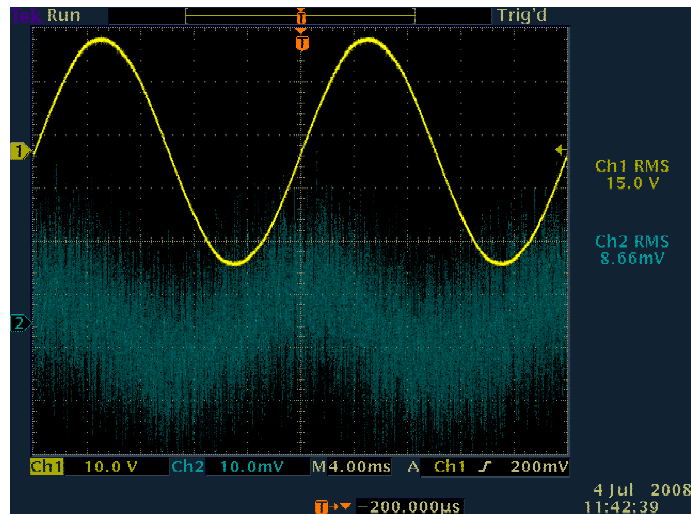 Tek Run Trig'd
T
T
1
Ch1 RMS
15.0 V
Ch2 RMS
8.66mV
2
Ch1 10.0 V Ch2 10.0mV M4.00ms A Ch1 200mV
T -200.000µs
4 Jul 2008
11:42:39